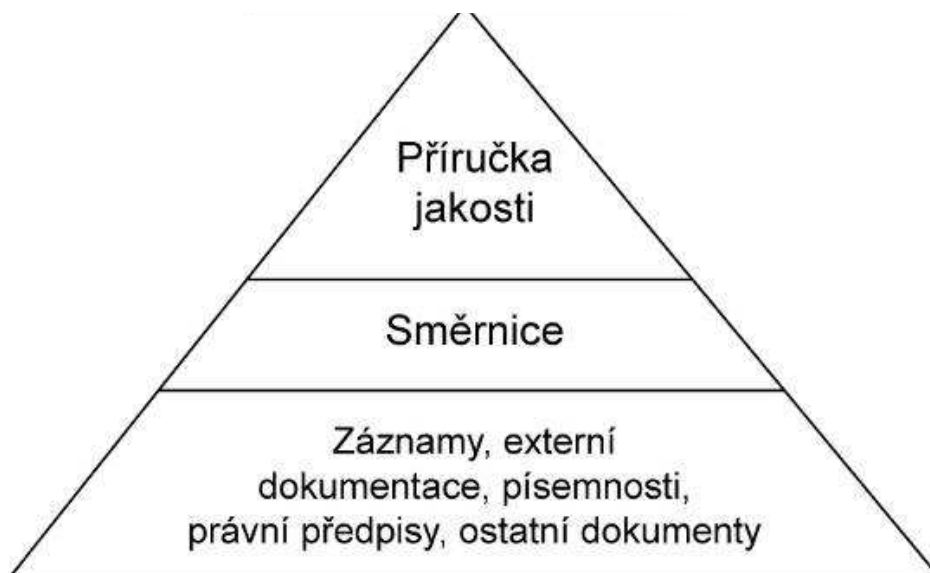 Příručka
jakosti
Směrnice
Záznamy, externí
dokumentace, písemnosti,
právní předpisy, ostatní dokumenty